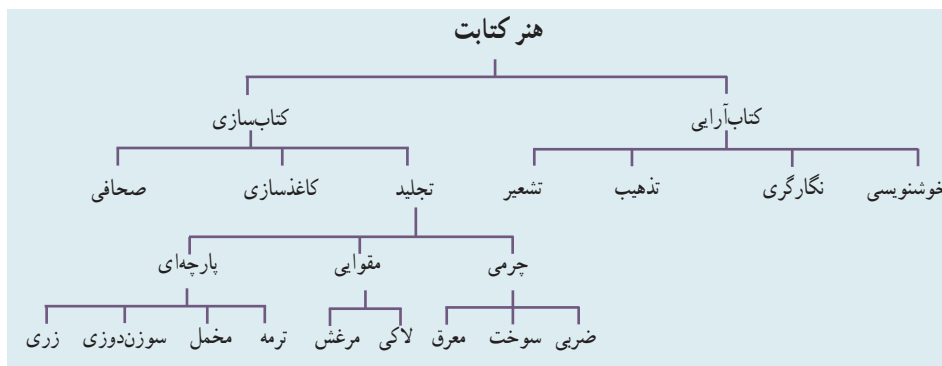 هنر کتابت
کتاب‌آرایی کتاب‌سازی
خوشنویسی نگارگری تذهیب تشعیر تجلید کاغذسازی صحافی
چرمی مقوایی پارچه‌ای
ضربی سوخت معرق لاکی مرغش ترمه مخمل سوزن‌دوزی زری